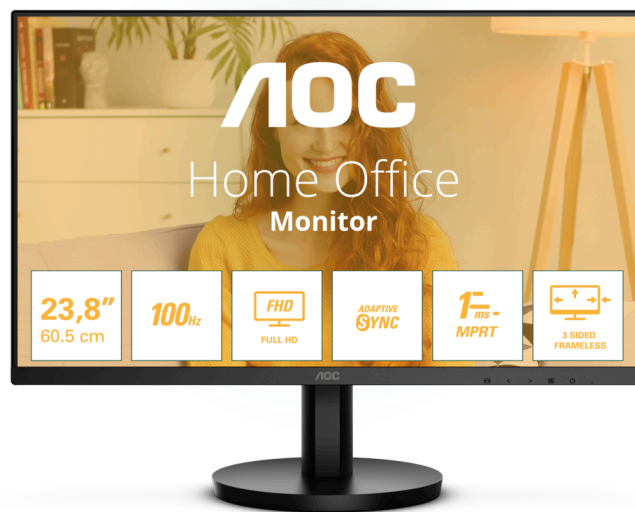 AOC
Home Office
Monitor
23,8"
60.5 cm
100Hz
FHD
FULL HD
ADAPTIVE
SYNC
1ms
MPRT
3 SIDED
FRAMELESS
AOC